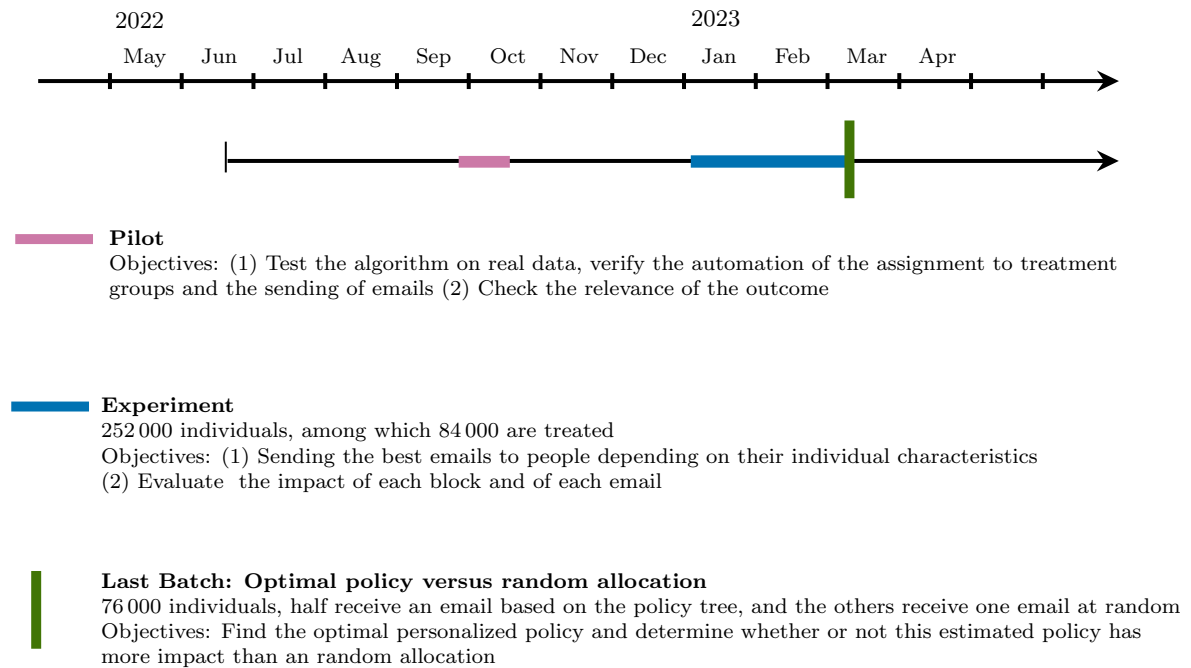 2022 2023
May Jun Jul Aug Sep Oct Nov Dec Jan Feb Mar Apr
Pilot
Objectives: (1) Test the algorithm on real data, verify the automation of the assignment to treatment
groups and the sending of emails (2) Check the relevance of the outcome
Experiment
252 000 individuals, among which 84 000 are treated
Objectives: (1) Sending the best emails to people depending on their individual characteristics
(2) Evaluate the impact of each block and of each email
Last Batch: Optimal policy versus random allocation
76 000 individuals, half receive an email based on the policy tree, and the others receive one email at random
Objectives: Find the optimal personalized policy and determine whether or not this estimated policy has
more impact than an random allocation